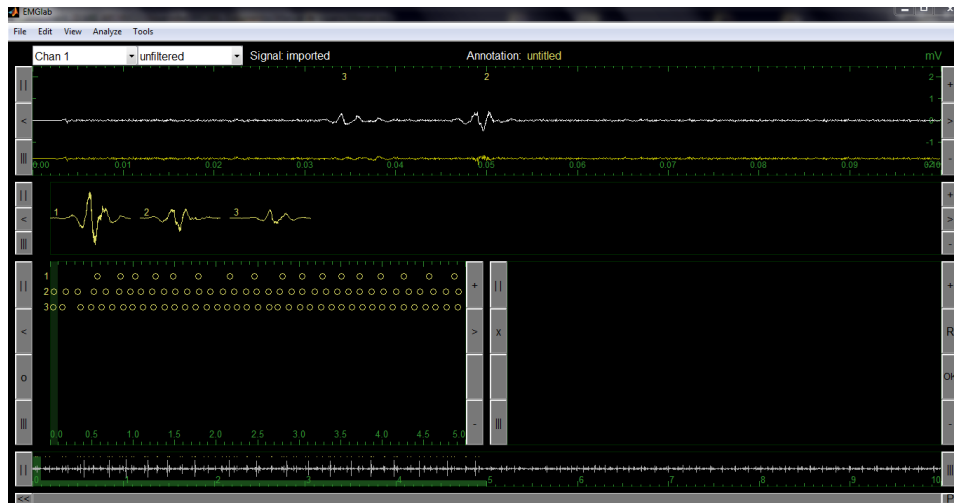 EMGlab
File Edit View Analyze Tools
Chan 1 unfiltered Signal: imported Annotation: untitled mV
| | 3 2 2 +
1
< 0 >
-1
||| 0.00 0.01 0.02 0.03 0.04 0.05 0.06 0.07 0.08 0.09 -
| | +
< 1 2 3 >
||| -
1
| | 2 + | | +
3
< > x R
o OK
||| - ||| -
0.0 0.5 1.0 1.5 2.0 2.5 3.0 3.5 4.0 4.5 5.0
| | |||
0 1 2 3 4 5 6 7 8 9 10
<< P